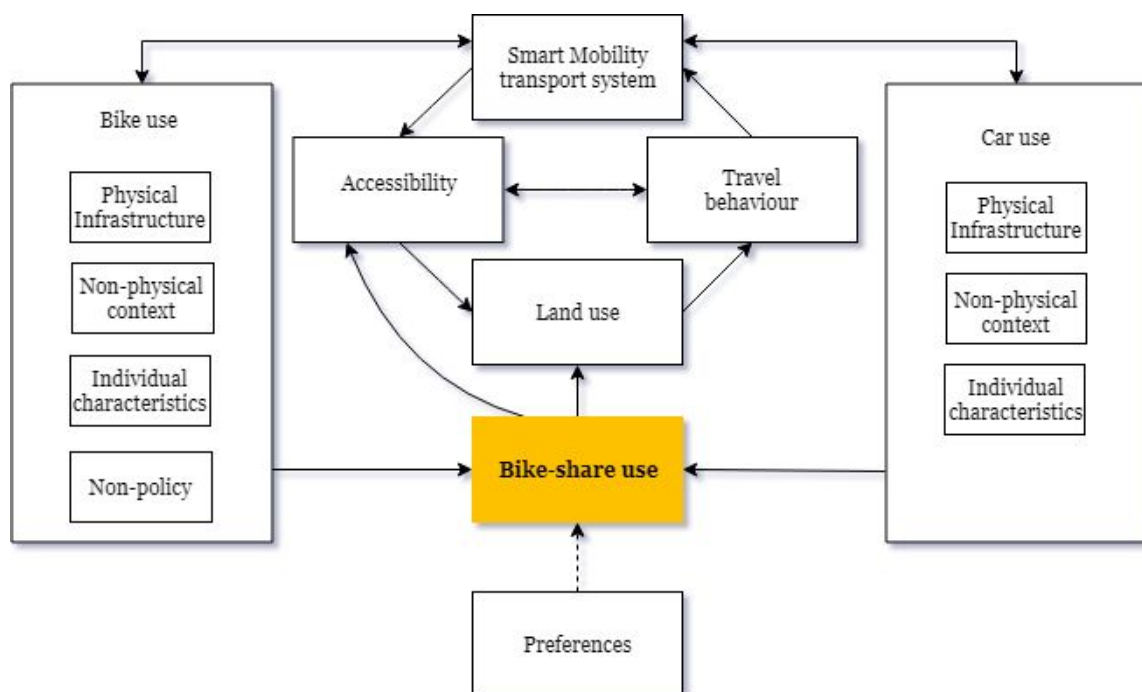 Smart Mobility
transport system
Bike use
Physical
Infrastructure
Non-physical
context
Individual
characteristics
Non-policy
Accessibility
Travel
behaviour
Land use
Bike-share use
Preferences
Car use
Physical
Infrastructure
Non-physical
context
Individual
characteristics